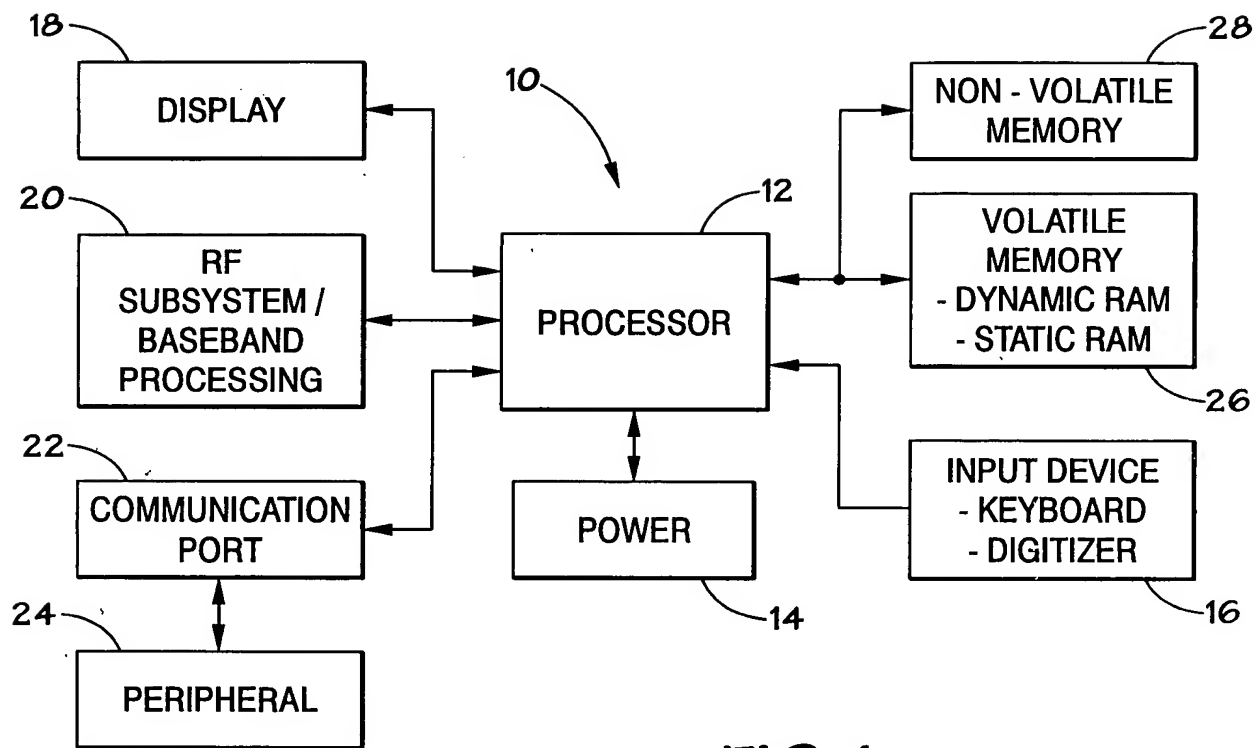 18
DISPLAY
20
RF
SUBSYSTEM /
BASEBAND
PROCESSING
22
COMMUNICATION
PORT
24
PERIPHERAL
10
12
PROCESSOR
POWER
14
28
NON - VOLATILE
MEMORY
VOLATILE
MEMORY
- DYNAMIC RAM
- STATIC RAM
26
INPUT DEVICE
- KEYBOARD
- DIGITIZER
16